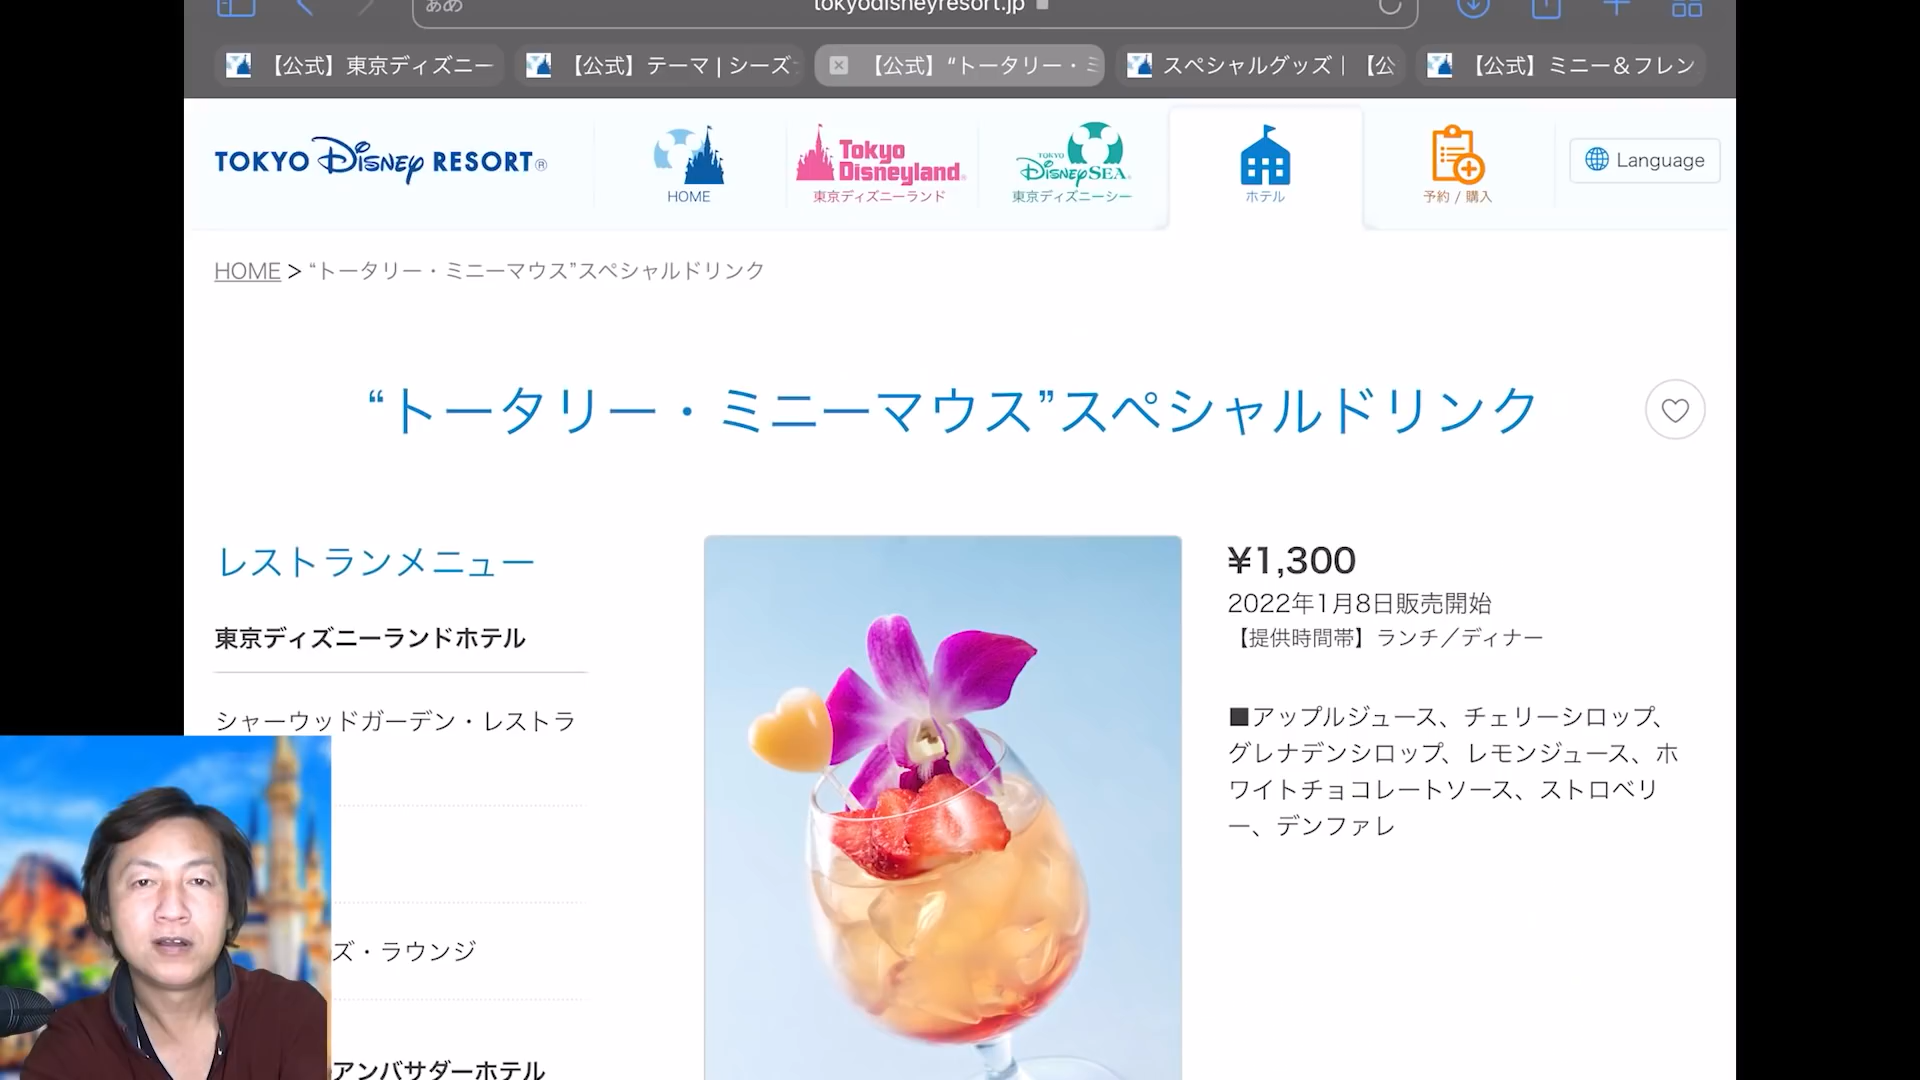 ああ
tokyodisneyresort.jp
【公式】東京ディズニー
【公式】テーマ | シーズ
【公式】“トータリー・ミ
スペシャルグッズ | 【公
【公式】ミニー＆フレン
TOKYO Disney RESORT®
HOME
Tokyo Disneyland®
東京ディズニーランド
TOKYO DISNEYSEA®
東京ディズニーシー
ホテル
予約 / 購入
Language
HOME > “トータリー・ミニーマウス”スペシャルドリンク
“トータリー・ミニーマウス”スペシャルドリンク
レストランメニュー
東京ディズニーランドホテル
シャーウッドガーデン・レストラ
ズ・ラウンジ
アンバサダーホテル
¥1,300
2022年1月8日販売開始
【提供時間帯】ランチ／ディナー
■アップルジュース、チェリーシロップ、
グレナデンシロップ、レモンジュース、ホ
ワイトチョコレートソース、ストロベリ
ー、デンファレ